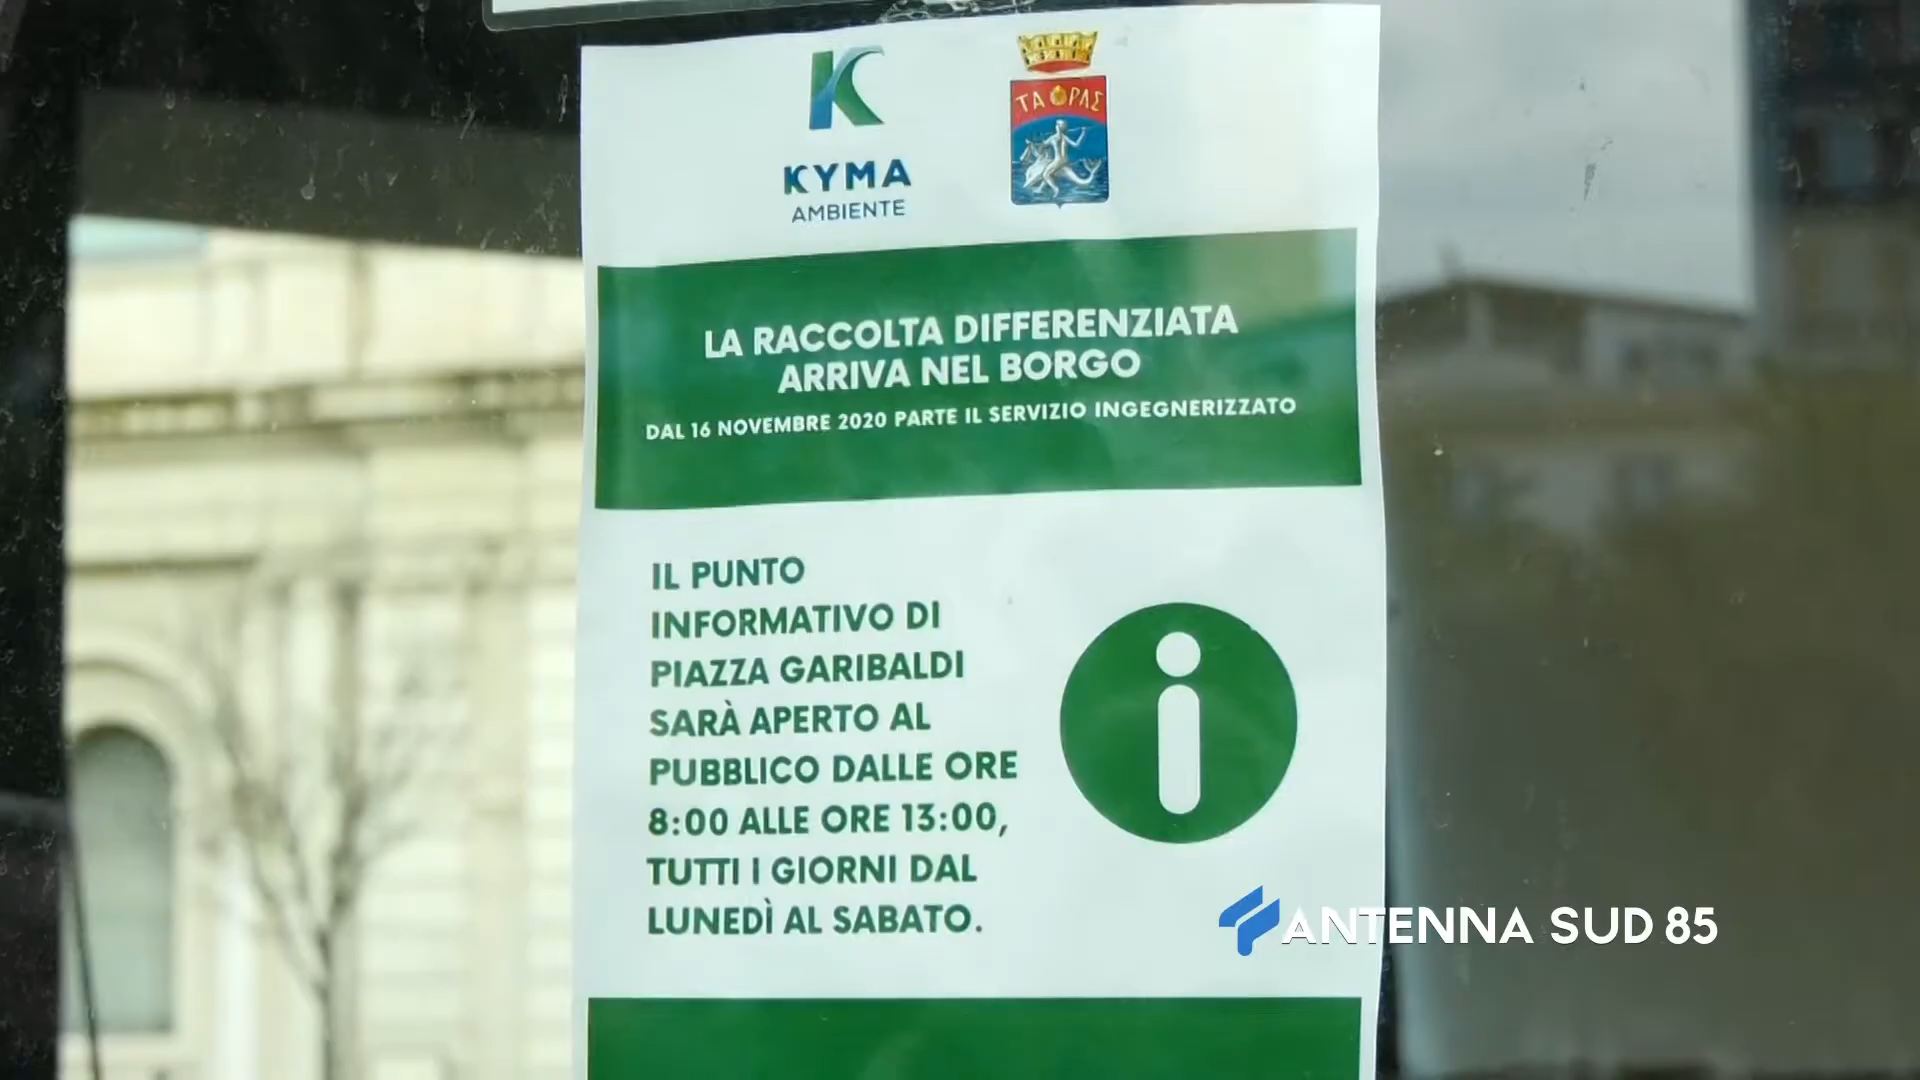 KYMA
AMBIENTE
ΤΑ ΡΑΣ
LA RACCOLTA DIFFERENZIATA
ARRIVA NEL BORGO
DAL 16 NOVEMBRE 2020 PARTE IL SERVIZIO INGEGNERIZZATO
IL PUNTO
INFORMATIVO DI
PIAZZA GARIBALDI
SARÀ APERTO AL
PUBBLICO DALLE ORE
8:00 ALLE ORE 13:00,
TUTTI I GIORNI DAL
LUNEDÌ AL SABATO.
ANTENNA SUD 85